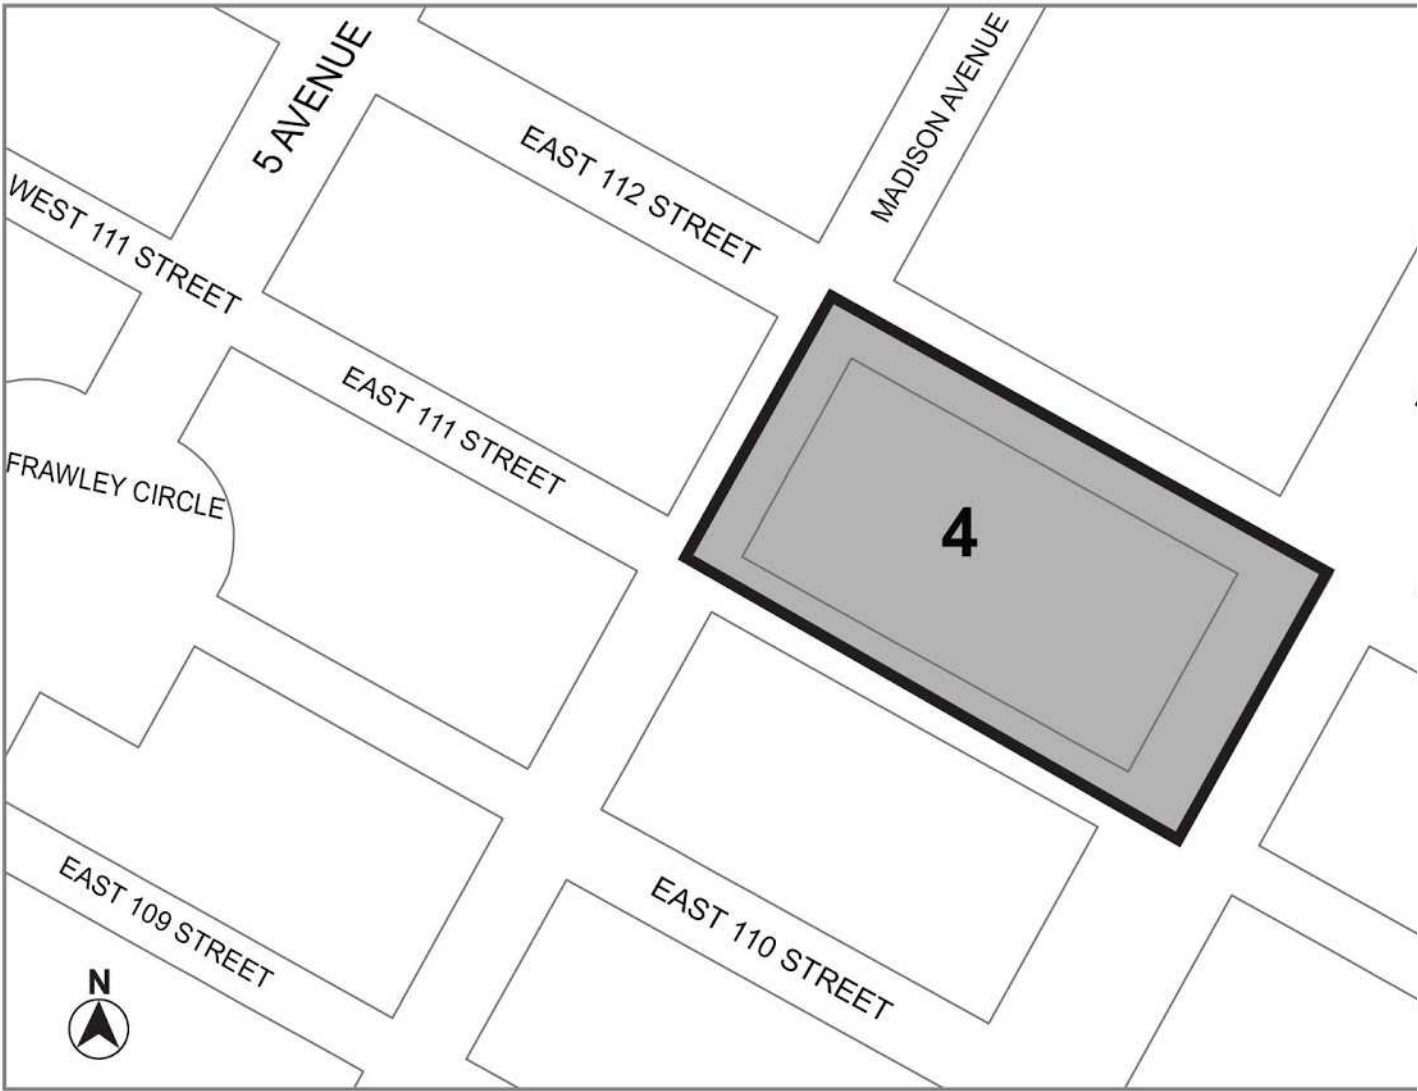 5 AVENUE
MADISON AVENUE
EAST 112 STREET
WEST 111 STREET
EAST 111 STREET
FRAWLEY CIRCLE
4
EAST 109 STREET
EAST 110 STREET
N